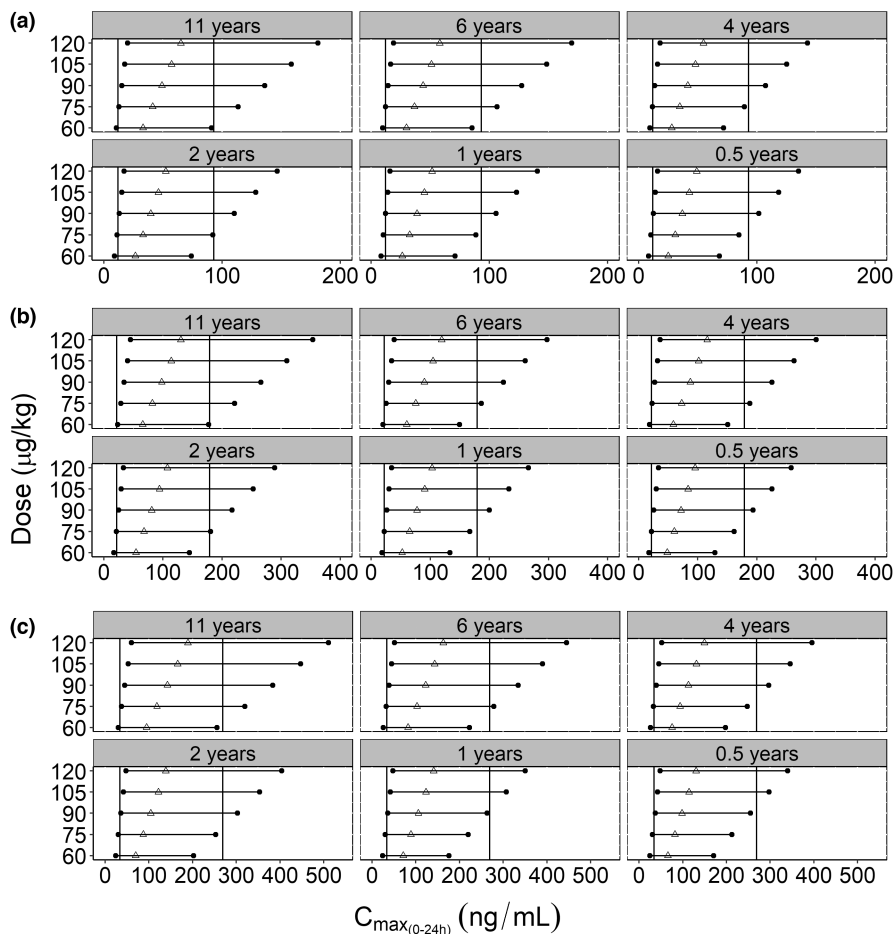 (a)
11 years 6 years 4 years
120
105
90
75
60
2 years 1 years 0.5 years
120
105
90
75
60
0 100 200 0 100 200 0 100 200
(b)
11 years 6 years 4 years
120
105
90
75
60
2 years 1 years 0.5 years
120
105
90
75
60
0 100 200 300 400 0 100 200 300 400 0 100 200 300 400
Dose (μg/kg)
(c)
11 years 6 years 4 years
120
105
90
75
60
2 years 1 years 0.5 years
120
105
90
75
60
0 100 200 300 400 500 0 100 200 300 400 500 0 100 200 300 400 500
Cmax(0-24h) (ng/mL)